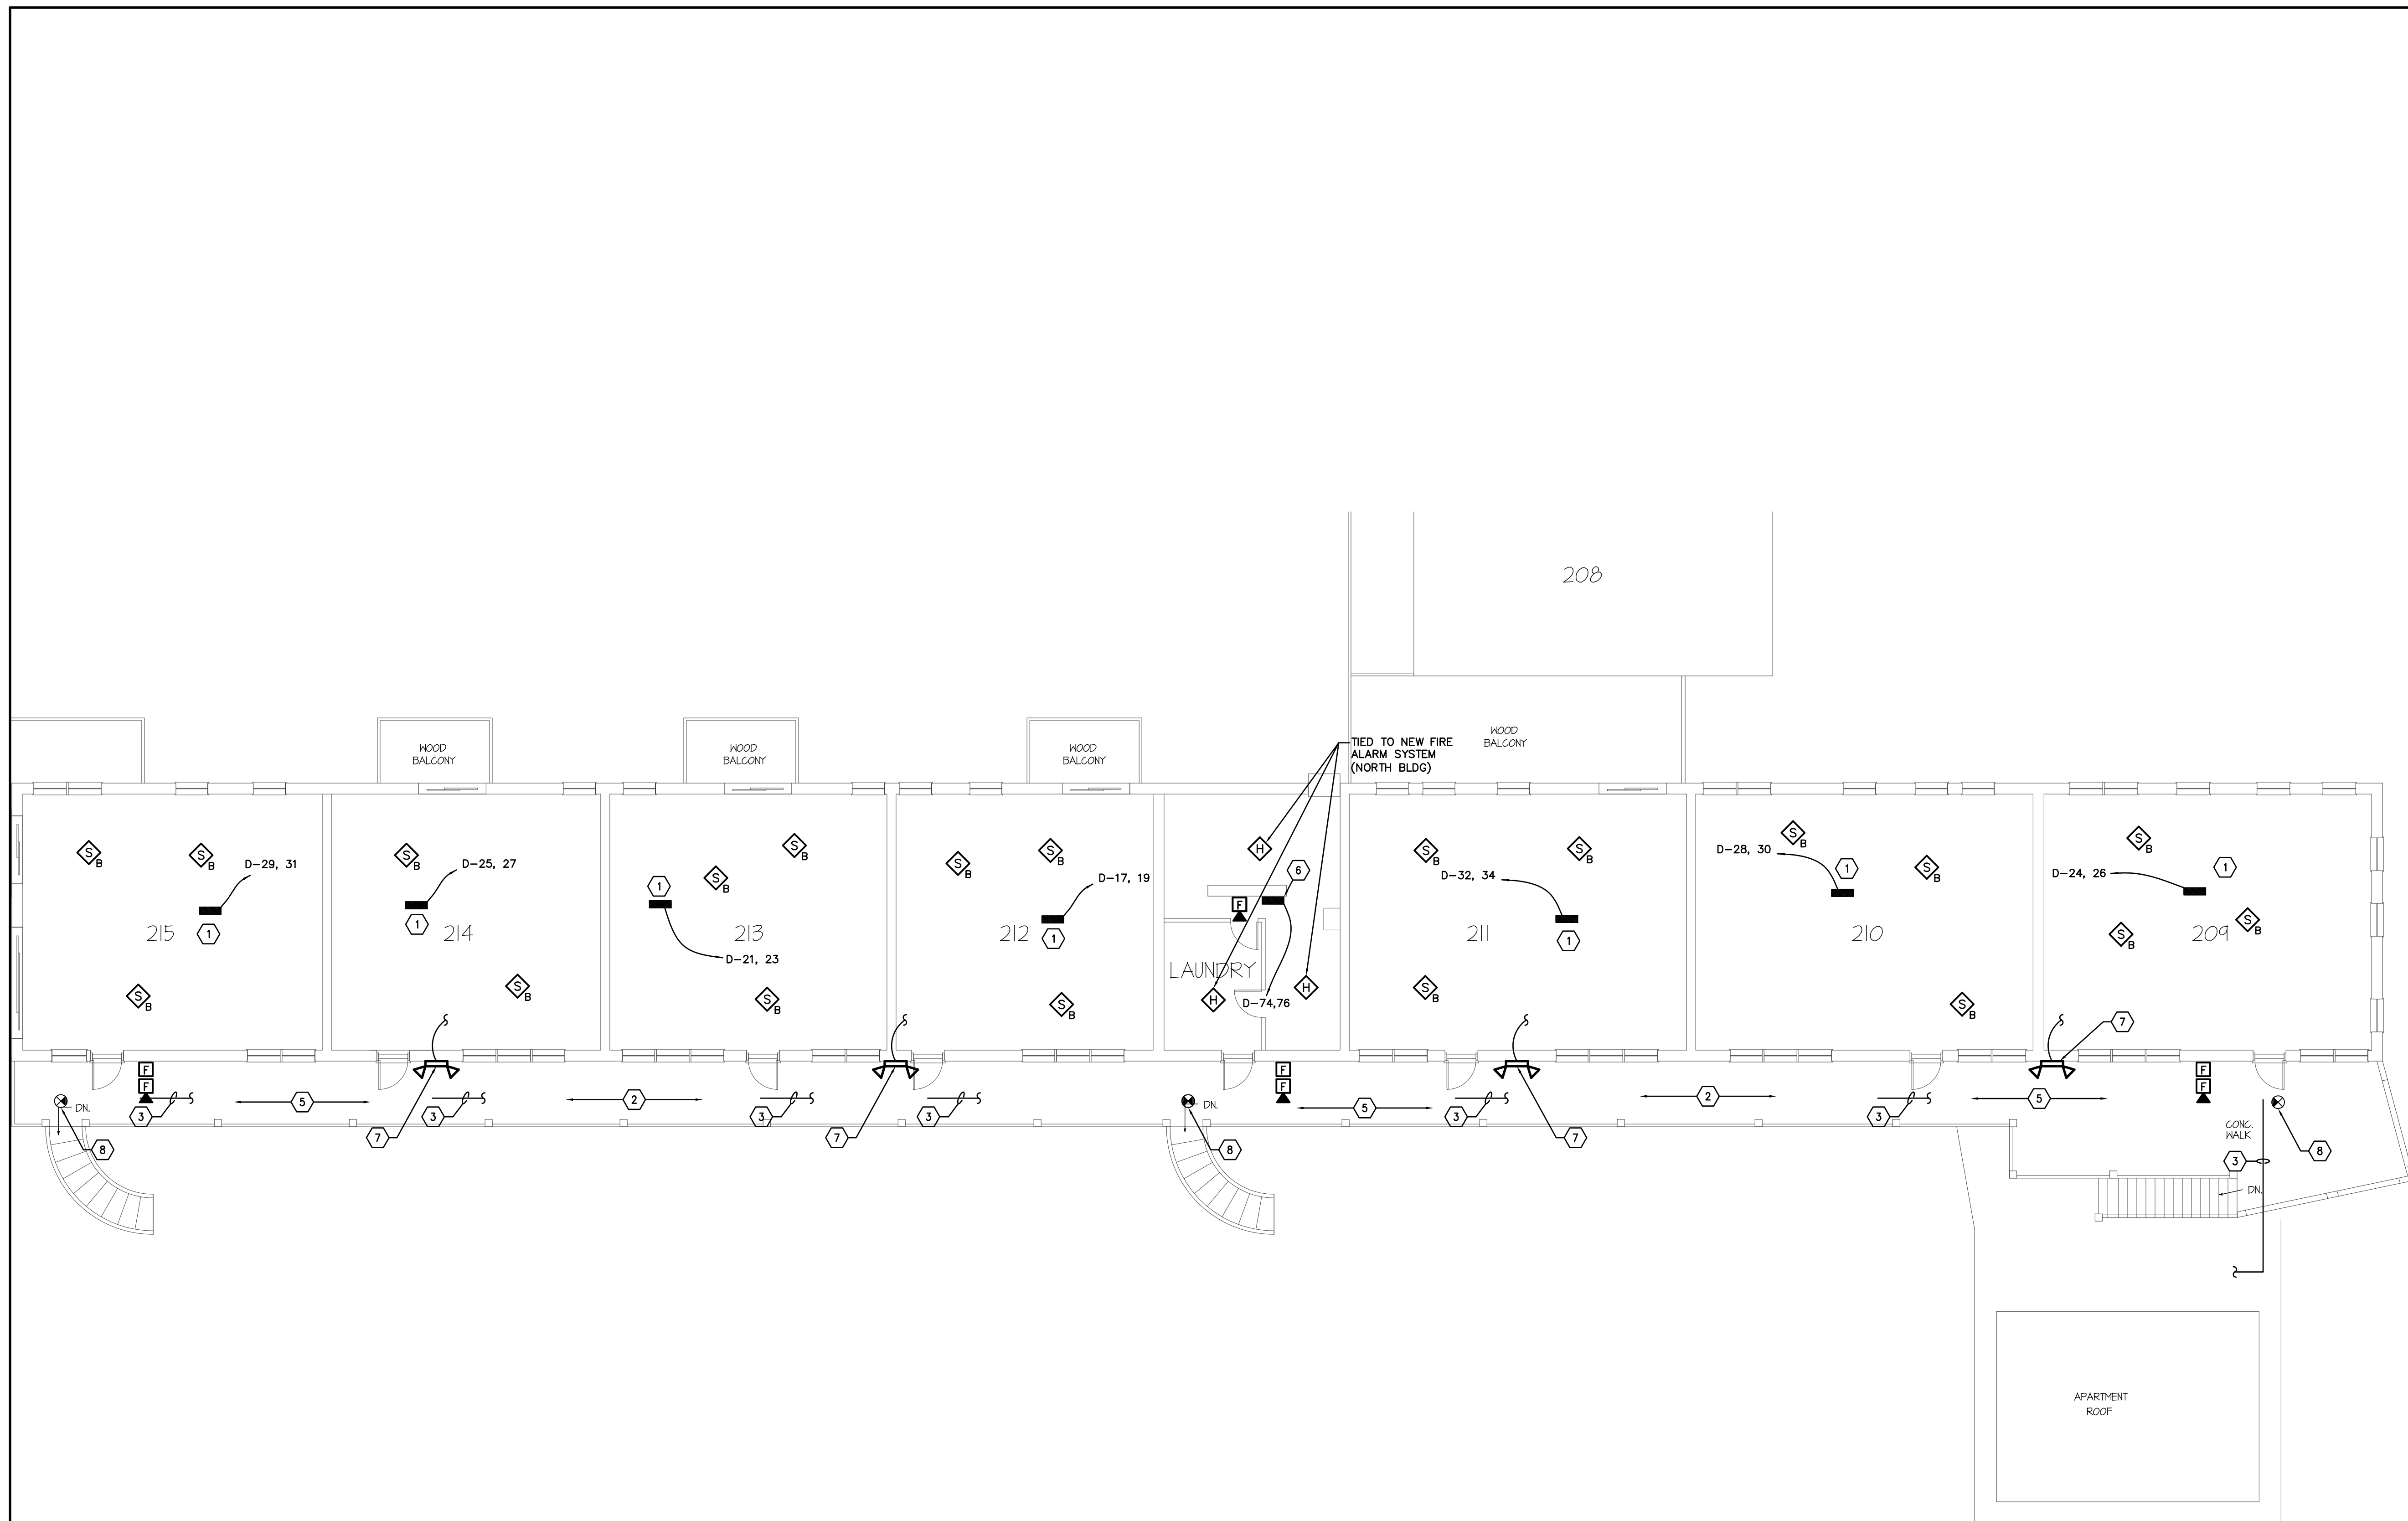 208
WOOD
BALCONY
WOOD
BALCONY
WOOD
BALCONY
WOOD
BALCONY
TIED TO NEW FIRE
ALARM SYSTEM
(NORTH BLDG)
S B
S B
D-29, 31
1
215
S B
S B
D-25, 27
1
214
S B
1
S B
S B
213
D-21, 23
S B
S B
S B
D-17, 19
212
1
S B
H
6
F
LAUNDRY
H
H
D-74,76
S B
S B
D-32, 34
211
1
S B
D-28, 30
S B
1
S B
210
S B
D-24, 26
S B
1
S B
S B
209
7
F
F
DN.
3
5
8
7
3
2
3
7
3
F
F
DN.
8
5
3
7
2
3
5
F
F
CONC.
WALK
3
8
DN.
APARTMENT
ROOF